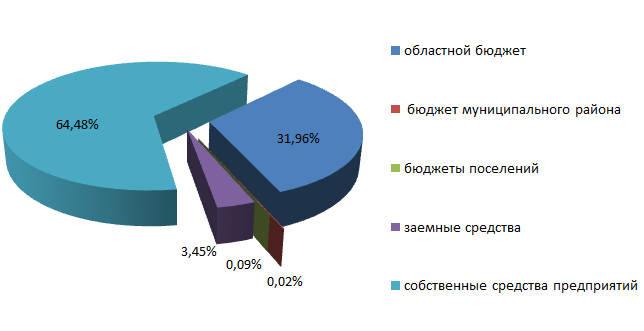 64,48%
31,96%
3,45%
0,09%
0,02%
областной бюджет
бюджет муниципального района
бюджеты поселений
заемные средства
собственные средства предприятий